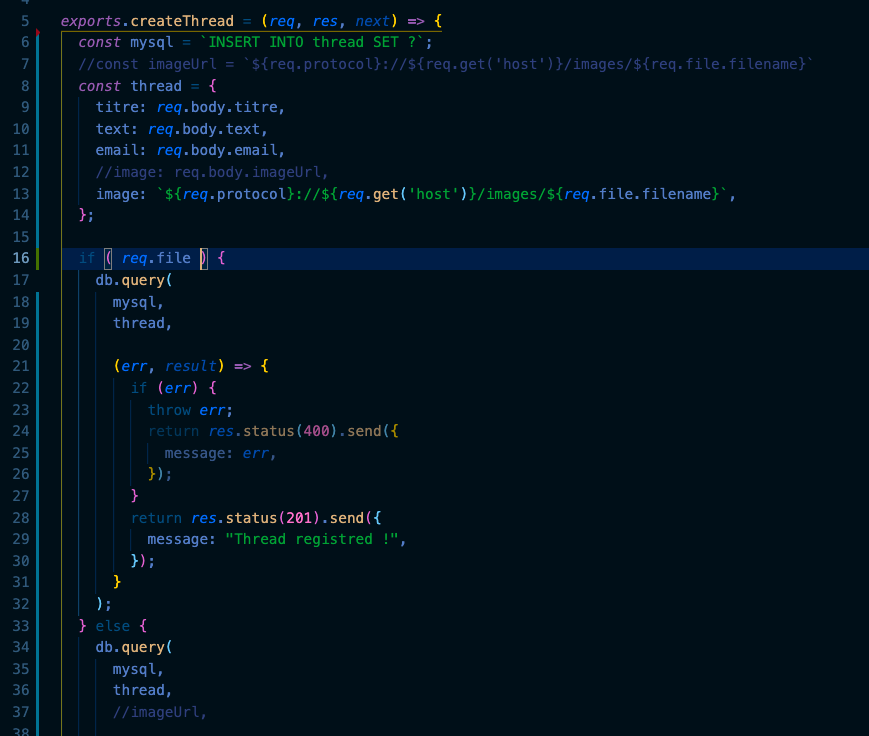 4
5 exports.createThread = (req, res, next) => {
6 const mysql = `INSERT INTO thread SET ?`;
7 //const imageUrl = `${req.protocol}://${req.get('host')}/images/${req.file.filename}`
8 const thread = {
9 titre: req.body.titre,
10 text: req.body.text,
11 email: req.body.email,
12 //image: req.body.imageUrl,
13 image: `${req.protocol}://${req.get('host')}/images/${req.file.filename}`,
14 };
15
16 if ( req.file ) {
17 db.query(
18 mysql,
19 thread,
20
21 (err, result) => {
22 if (err) {
23 throw err;
24 return res.status(400).send({
25 message: err,
26 });
27 }
28 return res.status(201).send({
29 message: "Thread registred !",
30 });
31 }
32 );
33 } else {
34 db.query(
35 mysql,
36 thread,
37 //imageUrl,
38